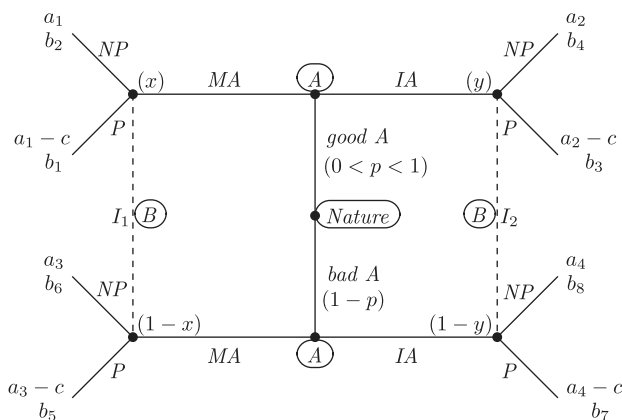 a₁
b₂
NP
(x)
MA
A
IA
(y)
NP
a₂
b₄
a₁ − c
b₁
P
P
a₂ − c
b₃
good A
(0 < p < 1)
I₁
B
Nature
B
I₂
bad A
(1 − p)
a₃
b₆
NP
(1 − x)
(1 − y)
NP
a₄
b₈
a₃ − c
b₅
P
MA
A
IA
P
a₄ − c
b₇